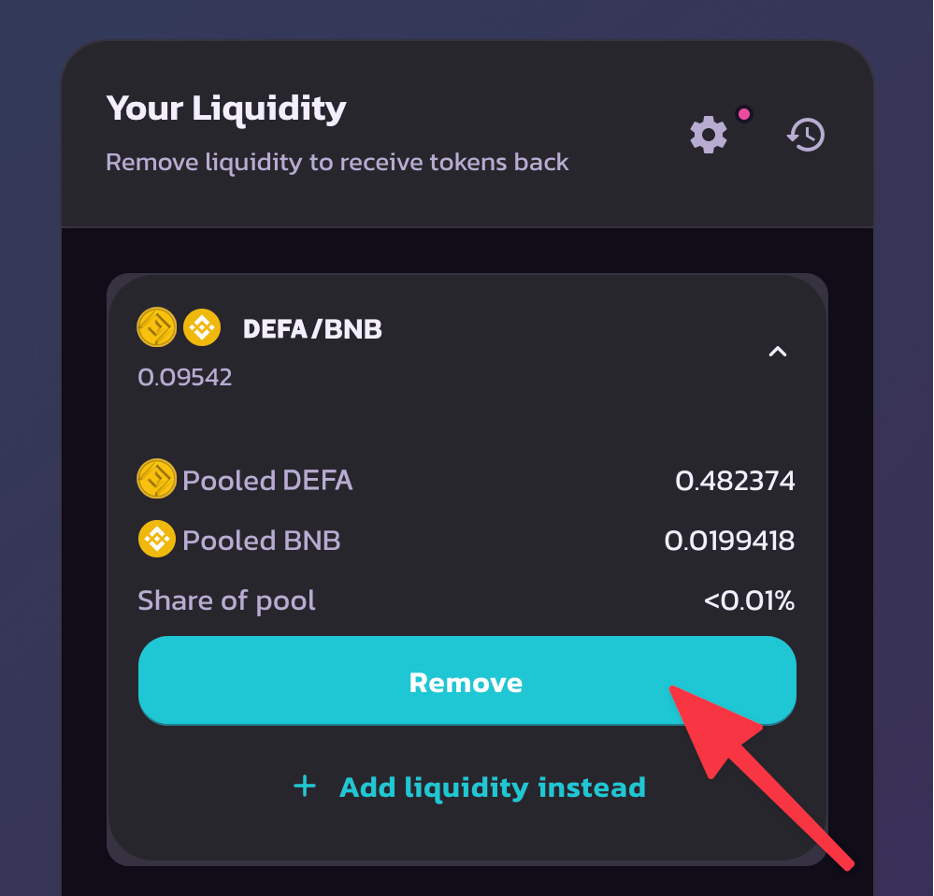 Your Liquidity
Remove liquidity to receive tokens back
DEFA/BNB
0.09542
Pooled DEFA 0.482374
Pooled BNB 0.0199418
Share of pool <0.01%
Remove
+ Add liquidity instead